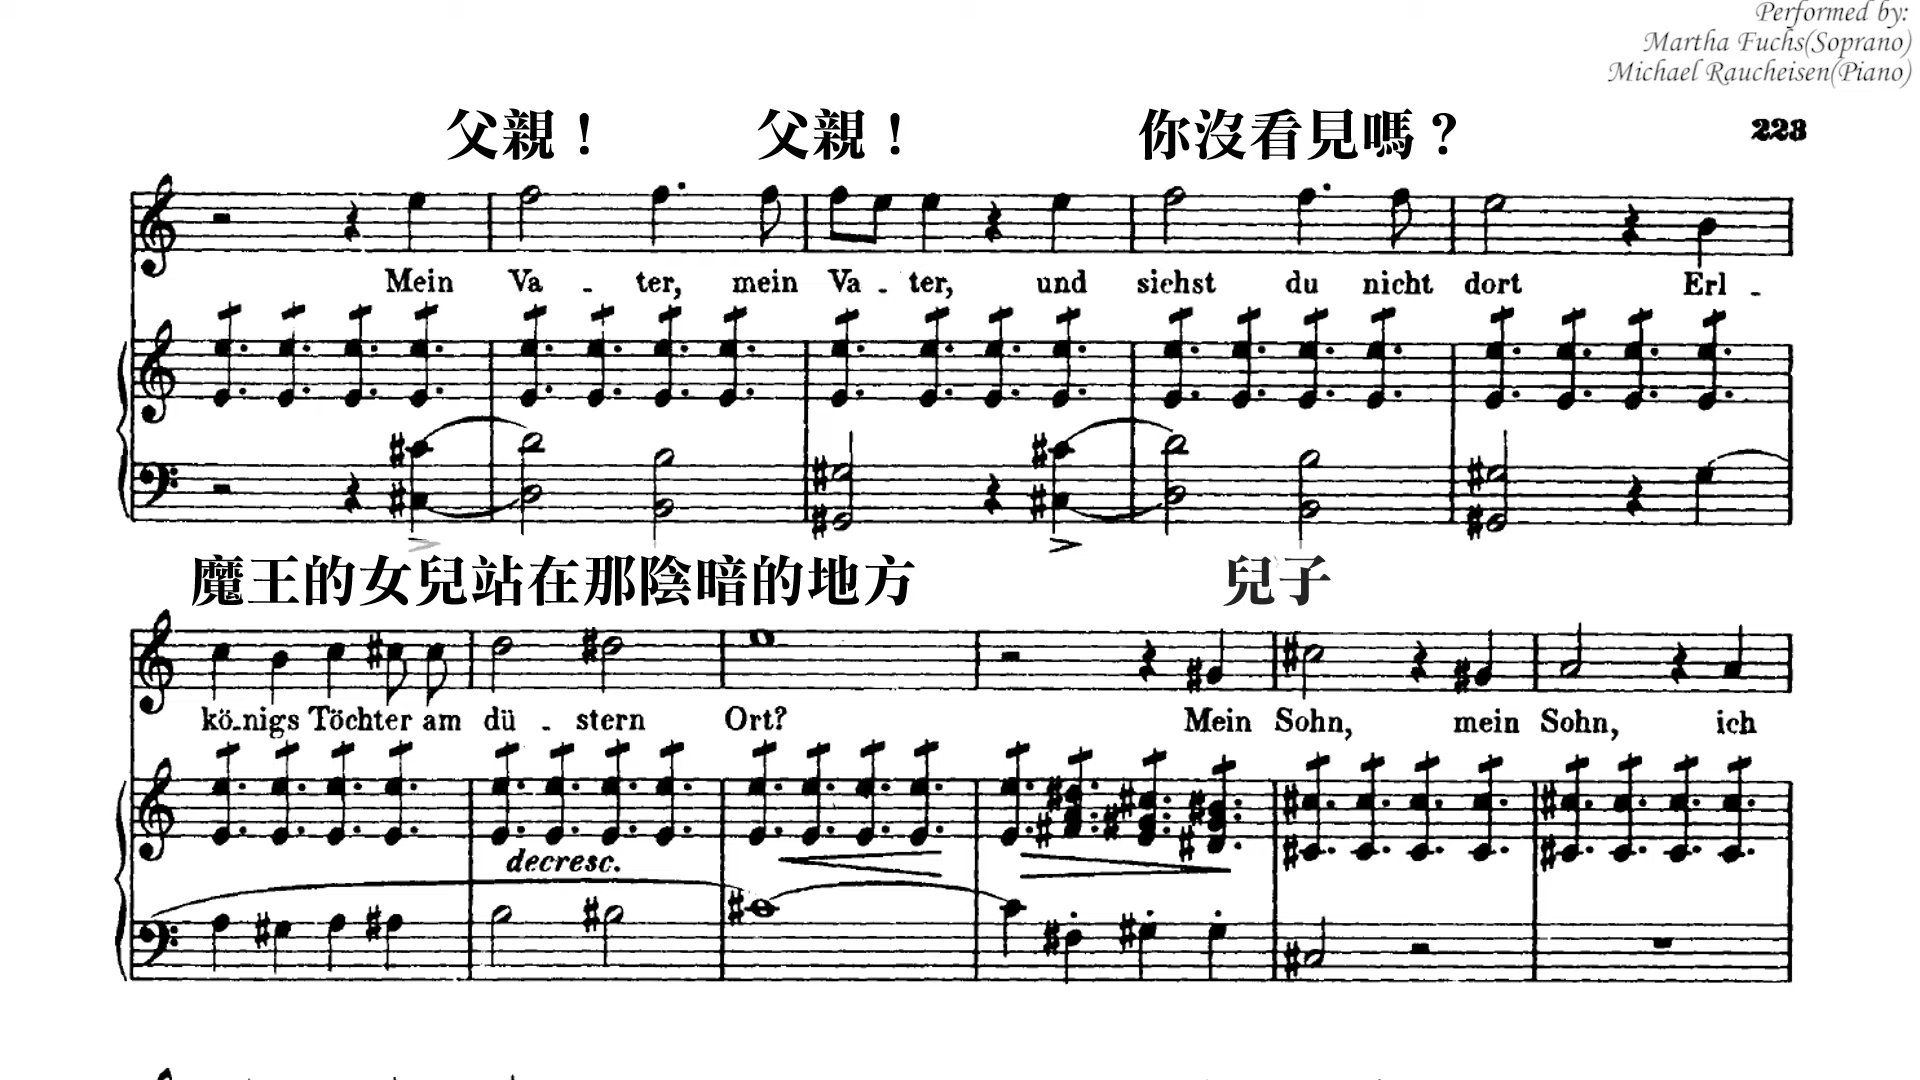 Performed by:
Martha Fuchs(Soprano)
Michael Raucheisen(Piano)
父親！ 父親！ 你沒看見嗎？ 223
Mein Va - ter, mein Va - ter, und siehst du nicht dort Erl -
魔王的女兒站在那陰暗的地方 兒子
kö-nigs Töchter am dü - stern Ort? Mein Sohn, mein Sohn, ich
decresc.